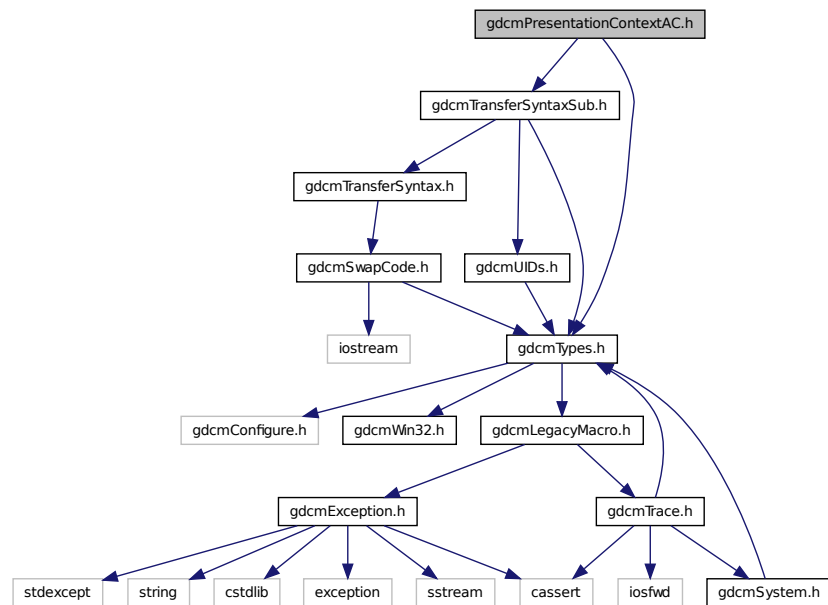 gdcmPresentationContextAC.h
gdcmTransferSyntaxSub.h
gdcmTransferSyntax.h
gdcmSwapCode.h
gdcmUIDs.h
iostream
gdcmTypes.h
gdcmConfigure.h
gdcmWin32.h
gdcmLegacyMacro.h
gdcmException.h
gdcmTrace.h
stdexcept
string
cstdlib
exception
sstream
cassert
iosfwd
gdcmSystem.h